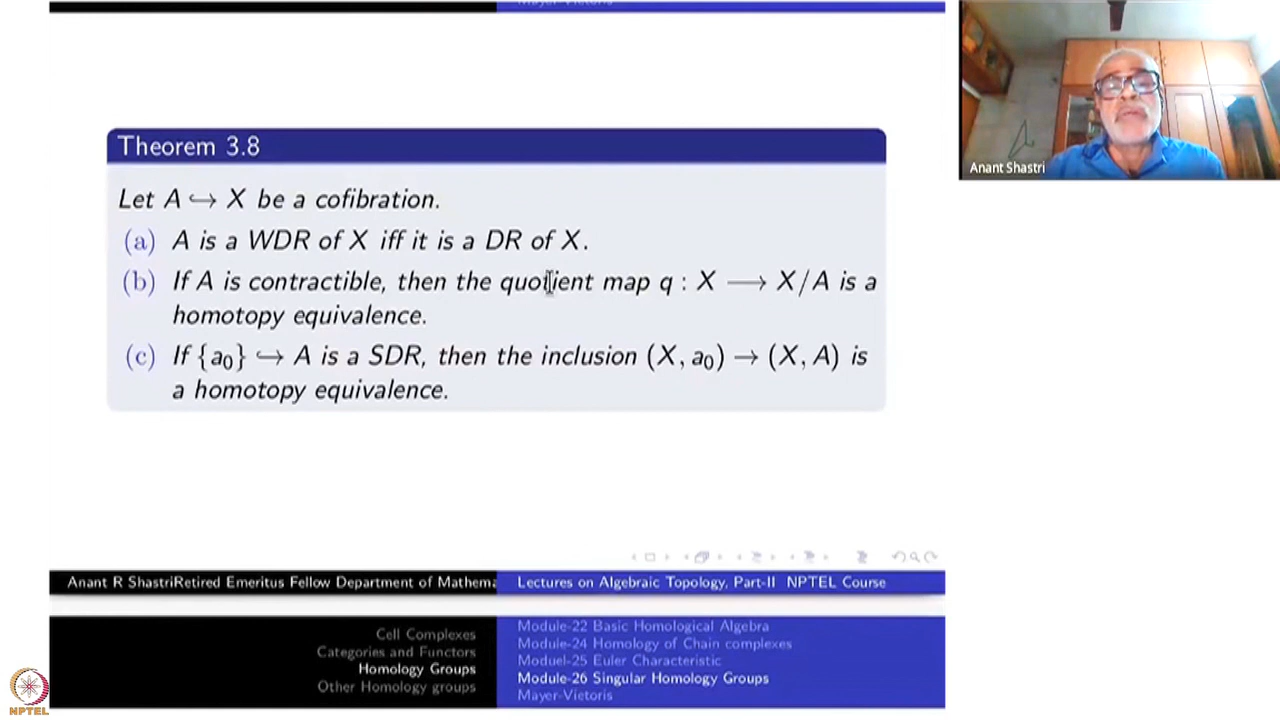 Mayer-Vietoris
Theorem 3.8
Let A ↪ X be a cofibration.
(a) A is a WDR of X iff it is a DR of X.
(b) If A is contractible, then the quotient map q : X ⟶ X/A is a
homotopy equivalence.
(c) If {a₀} ↪ A is a SDR, then the inclusion (X, a₀) → (X, A) is
a homotopy equivalence.
Anant Shastri
Anant R ShastriRetired Emeritus Fellow Department of Mathema
Lectures on Algebraic Topology, Part-II NPTEL Course
Cell Complexes
Categories and Functors
Homology Groups
Other Homology groups
Module-22 Basic Homological Algebra
Module-24 Homology of Chain complexes
Moduel-25 Euler Characteristic
Module-26 Singular Homology Groups
Mayer-Vietoris
NPTEL